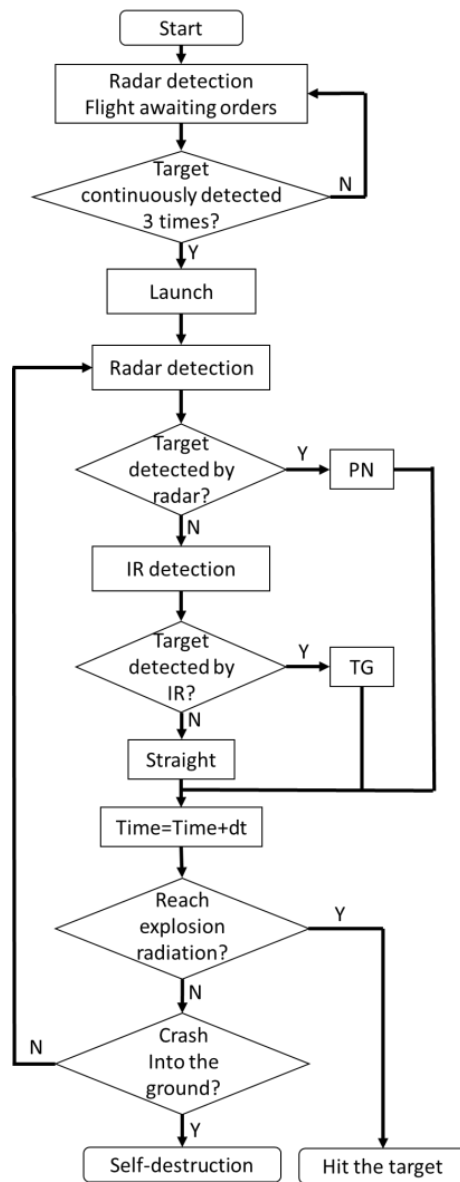 Start
Radar detection
Flight awaiting orders
Target
continuously detected
3 times?
N
Y
Launch
Radar detection
Target
detected by
radar?
Y
PN
N
IR detection
Target
detected by
IR?
Y
TG
N
Straight
Time=Time+dt
Reach
explosion
radiation?
Y
N
Crash
Into the
ground?
N
Y
Self-destruction
Hit the target